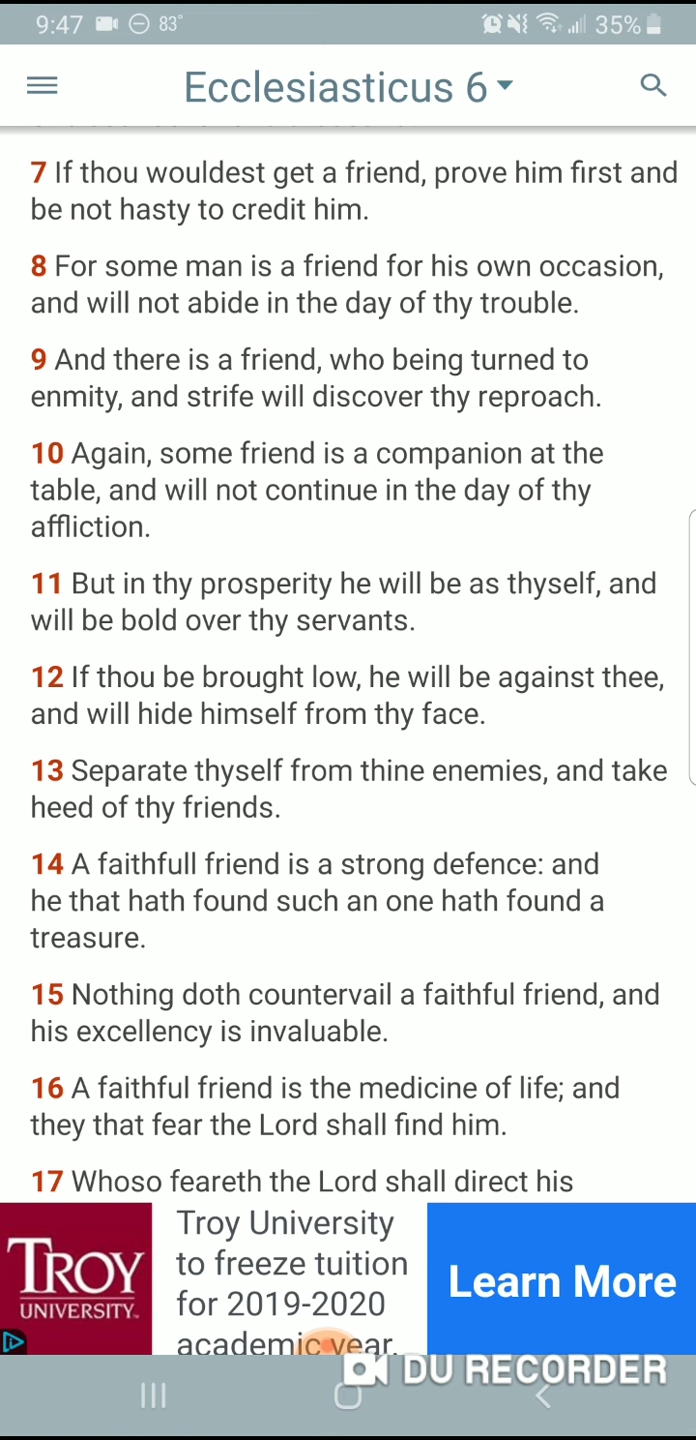 9:47 83° 35%
Ecclesiasticus 6
7 If thou wouldest get a friend, prove him first and
be not hasty to credit him.
8 For some man is a friend for his own occasion,
and will not abide in the day of thy trouble.
9 And there is a friend, who being turned to
enmity, and strife will discover thy reproach.
10 Again, some friend is a companion at the
table, and will not continue in the day of thy
affliction.
11 But in thy prosperity he will be as thyself, and
will be bold over thy servants.
12 If thou be brought low, he will be against thee,
and will hide himself from thy face.
13 Separate thyself from thine enemies, and take
heed of thy friends.
14 A faithfull friend is a strong defence: and
he that hath found such an one hath found a
treasure.
15 Nothing doth countervail a faithful friend, and
his excellency is invaluable.
16 A faithful friend is the medicine of life; and
they that fear the Lord shall find him.
17 Whoso feareth the Lord shall direct his
TROY
UNIVERSITY
Troy University
to freeze tuition
for 2019-2020
academic year.
Learn More
DU RECORDER